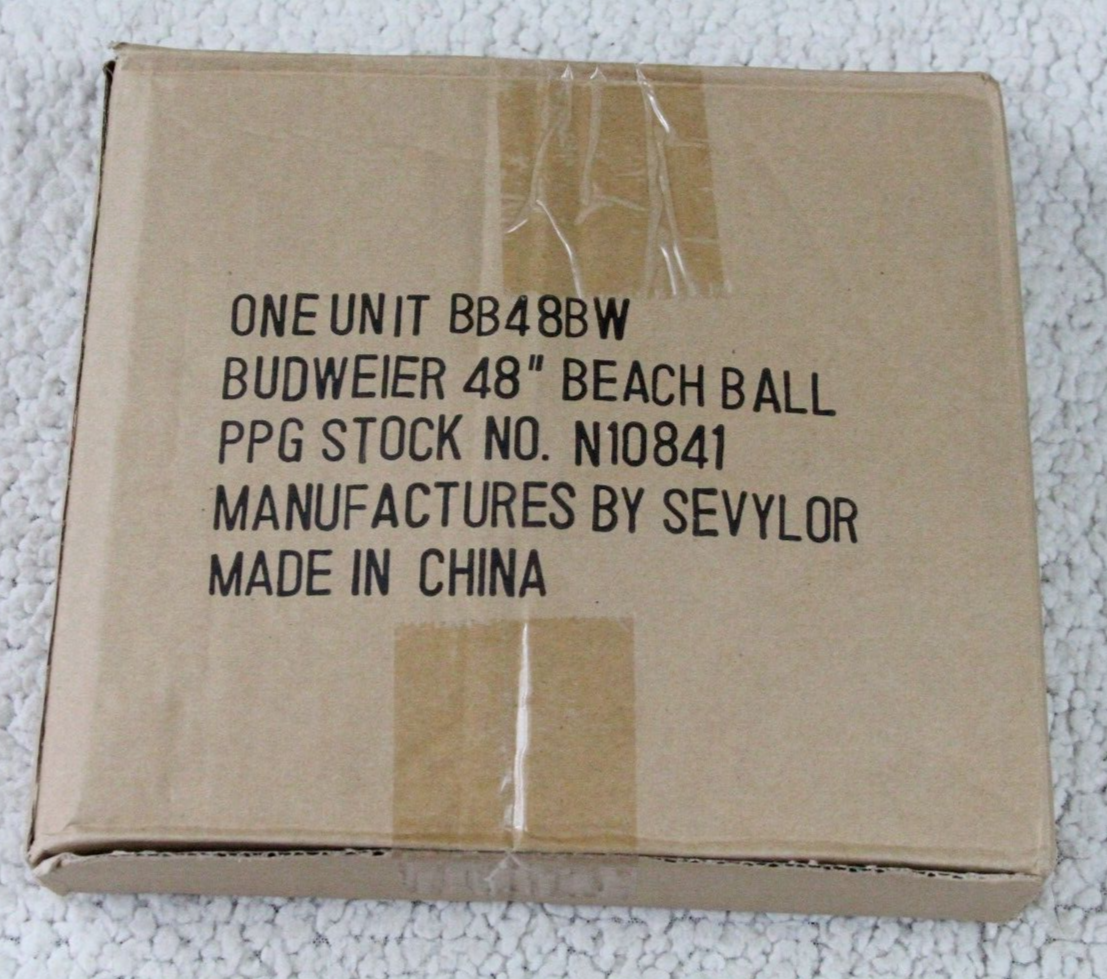 ONE UNIT BB48BW
BUDWEIER 48" BEACH BALL
PPG STOCK NO. N10841
MANUFACTURES BY SEVYLOR
MADE IN CHINA